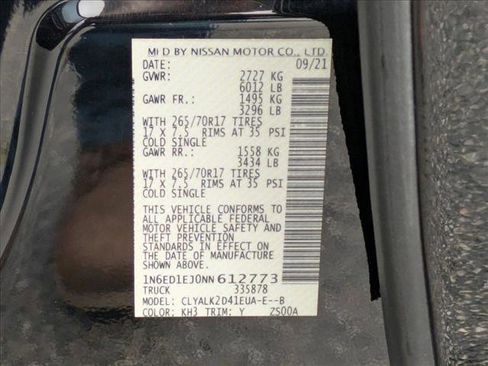 MFD BY NISSAN MOTOR CO., LTD.
DATE: 09/21
GVWR: 2727 KG
6012 LB
GAWR FR.: 1495 KG
3296 LB
WITH 265/70R17 TIRES
17 X 7.5 RIMS AT 35 PSI
COLD SINGLE
GAWR RR.: 1558 KG
3434 LB
WITH 265/70R17 TIRES
17 X 7.5 RIMS AT 35 PSI
COLD SINGLE
THIS VEHICLE CONFORMS TO
ALL APPLICABLE FEDERAL
MOTOR VEHICLE SAFETY AND
THEFT PREVENTION
STANDARDS IN EFFECT ON
THE DATE OF MANUFACTURE
SHOWN ABOVE.
1N6ED1EJ0NN 612773
TRUCK 335878
MODEL: CLYALK2D41EUA-E--B
COLOR: KH3 TRIM: Y ZS00A